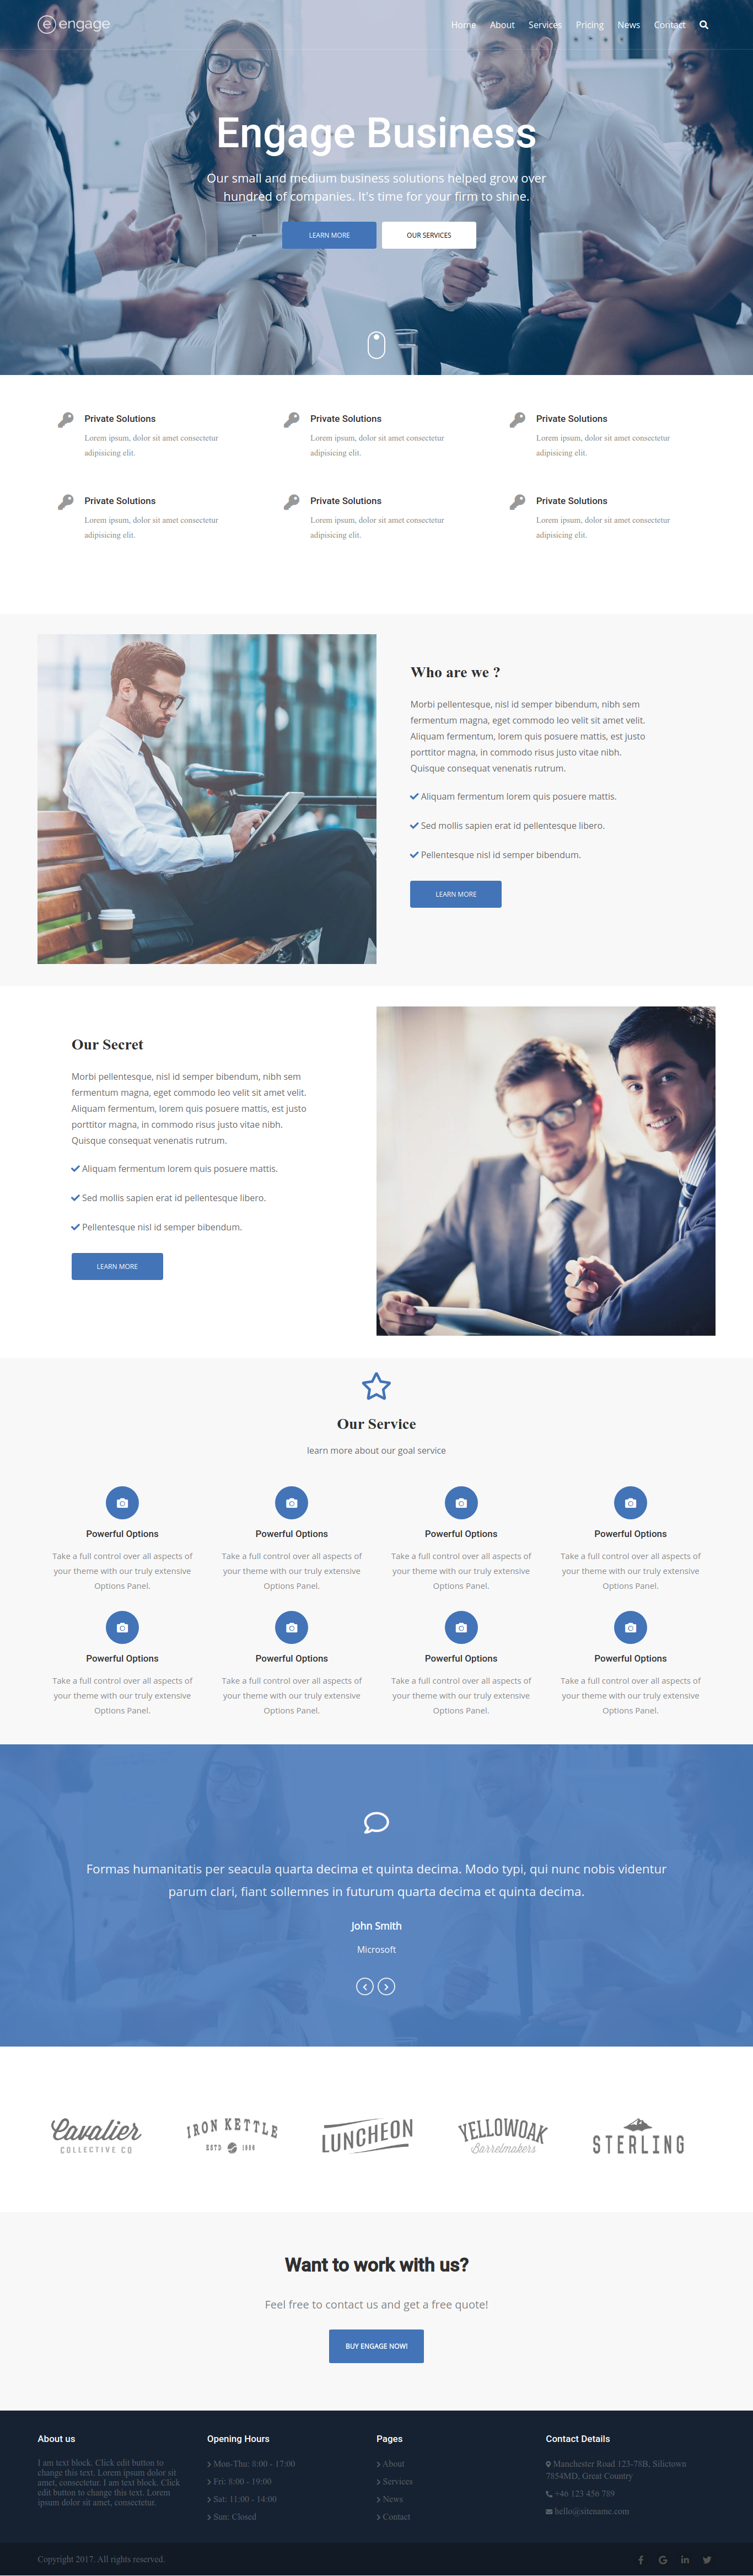 engage
Home About Services Pricing News Contact
Engage Business
Our small and medium business solutions helped grow over
hundred of companies. It's time for your firm to shine.
LEARN MORE OUR SERVICES
Private Solutions Private Solutions Private Solutions
Lorem ipsum, dolor sit amet consectetur Lorem ipsum, dolor sit amet consectetur Lorem ipsum, dolor sit amet consectetur
adipisicing elit. adipisicing elit. adipisicing elit.
Private Solutions Private Solutions Private Solutions
Lorem ipsum, dolor sit amet consectetur Lorem ipsum, dolor sit amet consectetur Lorem ipsum, dolor sit amet consectetur
adipisicing elit. adipisicing elit. adipisicing elit.
Who are we ?
Morbi pellentesque, nisl id semper bibendum, nibh sem
fermentum magna, eget commodo leo velit sit amet velit.
Aliquam fermentum, lorem quis posuere mattis, est justo
porttitor magna, in commodo risus justo vitae nibh.
Quisque consequat venenatis rutrum.
Aliquam fermentum lorem quis posuere mattis.
Sed mollis sapien erat id pellentesque libero.
Pellentesque nisl id semper bibendum.
LEARN MORE
Our Secret
Morbi pellentesque, nisl id semper bibendum, nibh sem
fermentum magna, eget commodo leo velit sit amet velit.
Aliquam fermentum, lorem quis posuere mattis, est justo
porttitor magna, in commodo risus justo vitae nibh.
Quisque consequat venenatis rutrum.
Aliquam fermentum lorem quis posuere mattis.
Sed mollis sapien erat id pellentesque libero.
Pellentesque nisl id semper bibendum.
LEARN MORE
Our Service
learn more about our goal service
Powerful Options Powerful Options Powerful Options Powerful Options
Take a full control over all aspects of Take a full control over all aspects of Take a full control over all aspects of Take a full control over all aspects of
your theme with our truly extensive your theme with our truly extensive your theme with our truly extensive your theme with our truly extensive
Options Panel. Options Panel. Options Panel. Options Panel.
Powerful Options Powerful Options Powerful Options Powerful Options
Take a full control over all aspects of Take a full control over all aspects of Take a full control over all aspects of Take a full control over all aspects of
your theme with our truly extensive your theme with our truly extensive your theme with our truly extensive your theme with our truly extensive
Options Panel. Options Panel. Options Panel. Options Panel.
Formas humanitatis per seacula quarta decima et quinta decima. Modo typi, qui nunc nobis videntur
parum clari, fiant sollemnes in futurum quarta decima et quinta decima.
John Smith
Microsoft
Cavalier
COLLECTIVE CO
IRON KETTLE
ESTD
LUNCHEON
YELLOWOAK
Barrelmakers
STERLING
Want to work with us?
Feel free to contact us and get a free quote!
BUY ENGAGE NOW!
About us
I am text block. Click edit button to
change this text. Lorem ipsum dolor sit
amet, consectetur. I am text block. Click
edit button to change this text. Lorem
ipsum dolor sit amet, consectetur.
Opening Hours
Mon-Thu: 8:00 - 17:00
Fri: 8:00 - 19:00
Sat: 11:00 - 14:00
Sun: Closed
Pages
About
Services
News
Contact
Contact Details
Manchester Road 123-78B, Silictown
7854MD, Great Country
+46 123 456 789
hello@sitename.com
Copyright 2017. All rights reserved.